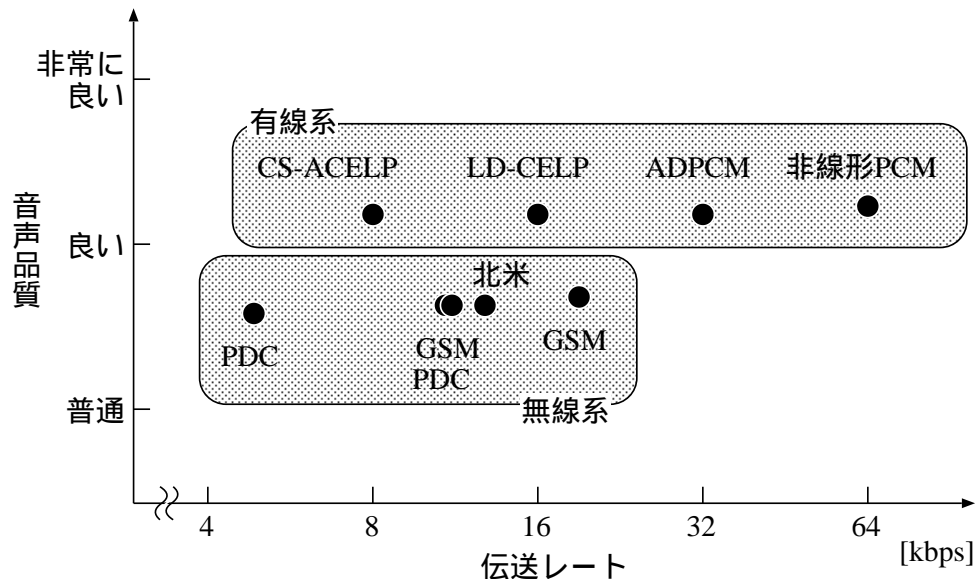 非常に
良い
有線系
CS-ACELP
LD-CELP
ADPCM
非線形PCM
音声品質
良い
北米
PDC
GSM
PDC
GSM
普通
無線系
4
8
16
32
64
[kbps]
伝送レート